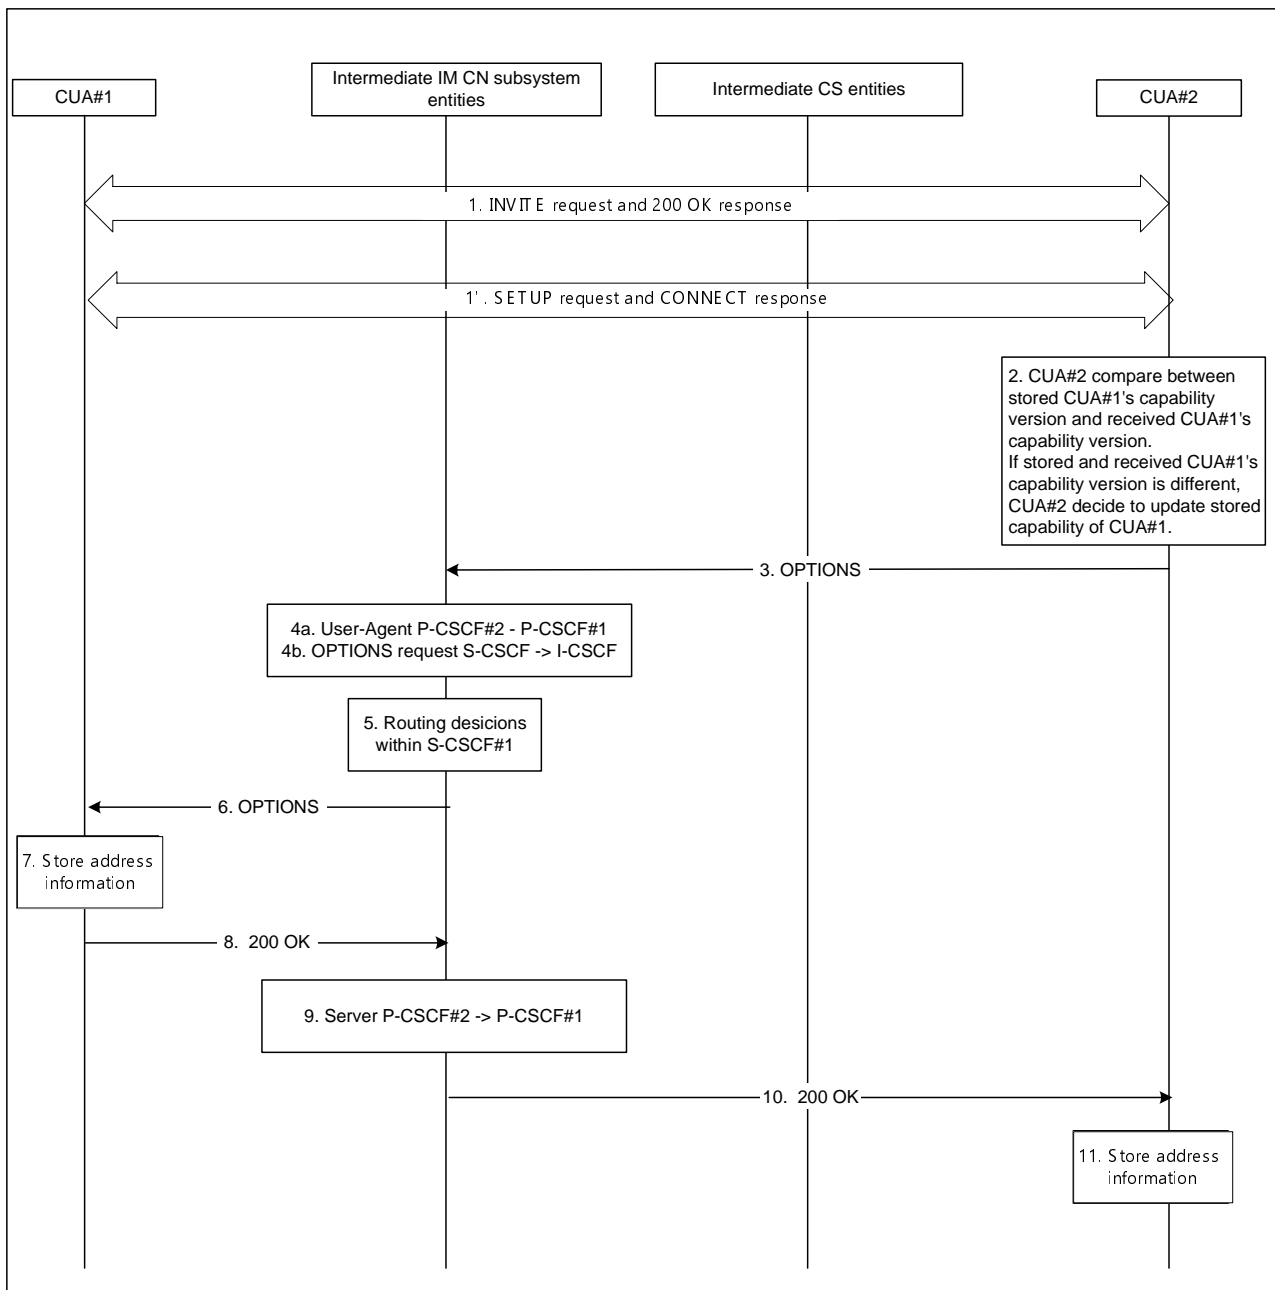 CUA#1
Intermediate IM CN subsystem
entities
Intermediate CS entities
CUA#2
1. INVITE request and 200 OK response
1'. SETUP request and CONNECT response
2. CUA#2 compare between
stored CUA#1's capability
version and received CUA#1's
capability version.
If stored and received CUA#1's
capability version is different,
CUA#2 decide to update stored
capability of CUA#1.
3. OPTIONS
4a. User-Agent P-CSCF#2 - P-CSCF#1
4b. OPTIONS request S-CSCF -> I-CSCF
5. Routing desicions
within S-CSCF#1
6. OPTIONS
7. Store address
information
8. 200 OK
9. Server P-CSCF#2 -> P-CSCF#1
10. 200 OK
11. Store address
information